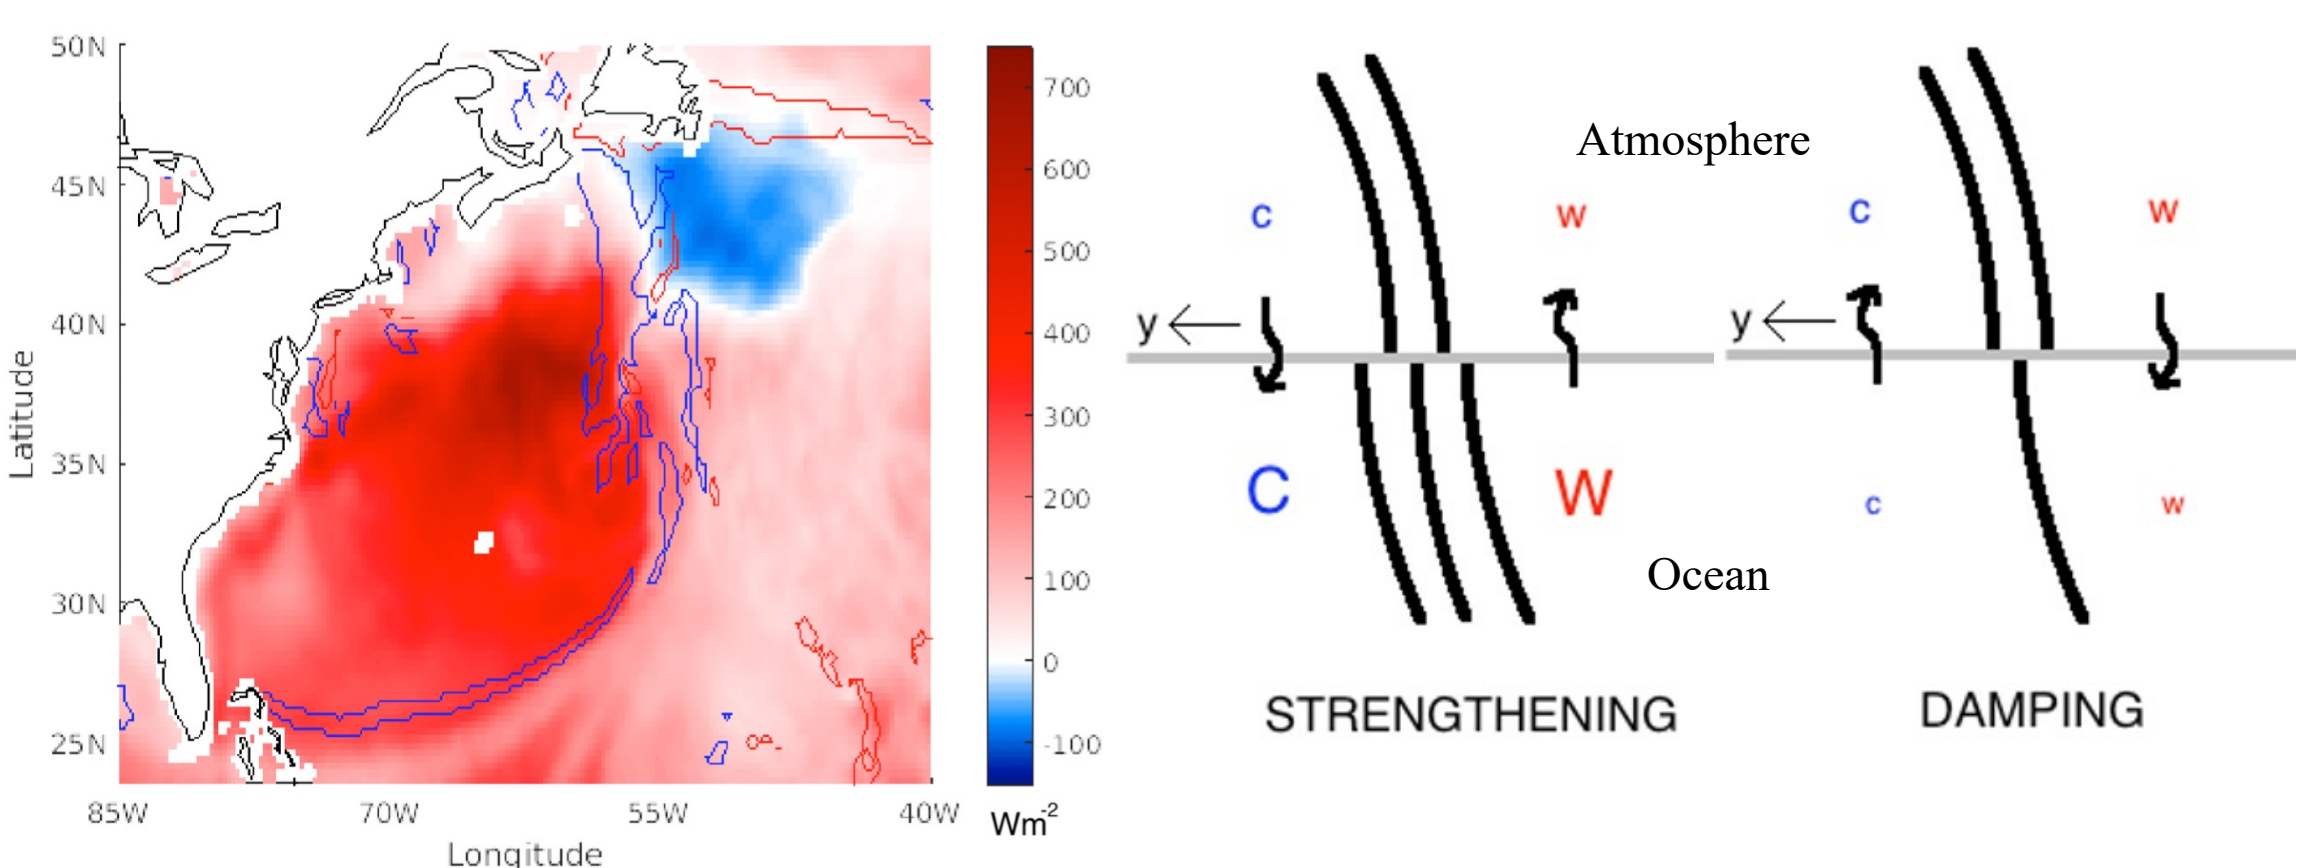 50N
45N
40N
35N
30N
25N
Latitude
85W
70W
55W
40W
Longitude
700
600
500
400
300
200
100
0
-100
Wm-2
Atmosphere
c
w
y
C
W
STRENGTHENING
Ocean
c
w
y
c
w
DAMPING